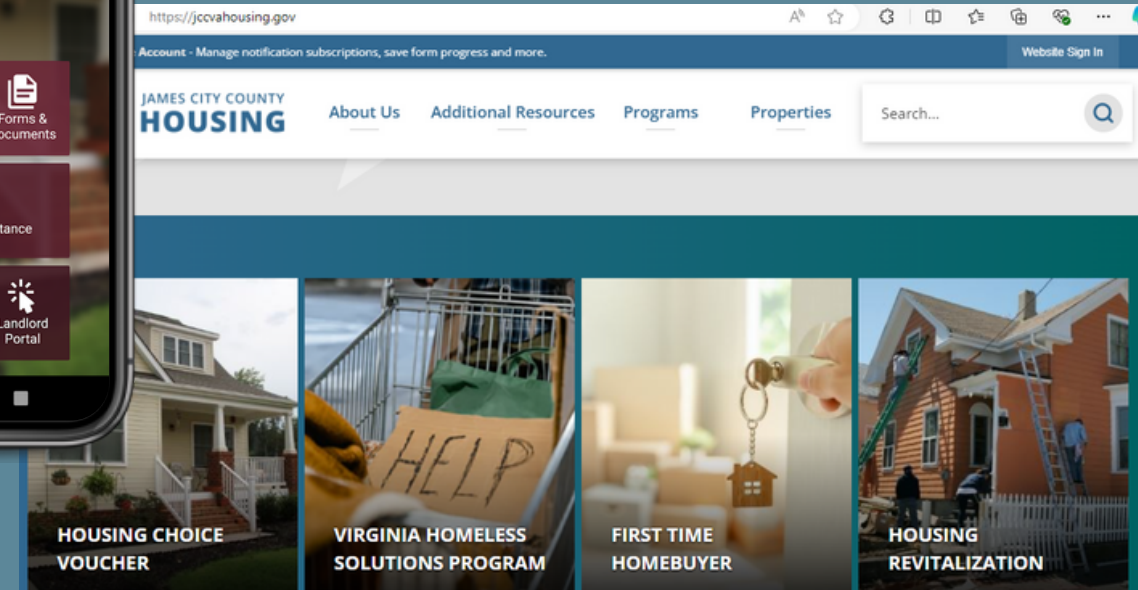 https://jccvahousing.gov
Account - Manage notification subscriptions, save form progress and more.
Website Sign In
JAMES CITY COUNTY
HOUSING
About Us
Additional Resources
Programs
Properties
Search...
Forms &
ocuments
tance
Landlord
Portal
HELP
HOUSING CHOICE
VOUCHER
VIRGINIA HOMELESS
SOLUTIONS PROGRAM
FIRST TIME
HOMEBUYER
HOUSING
REVITALIZATION